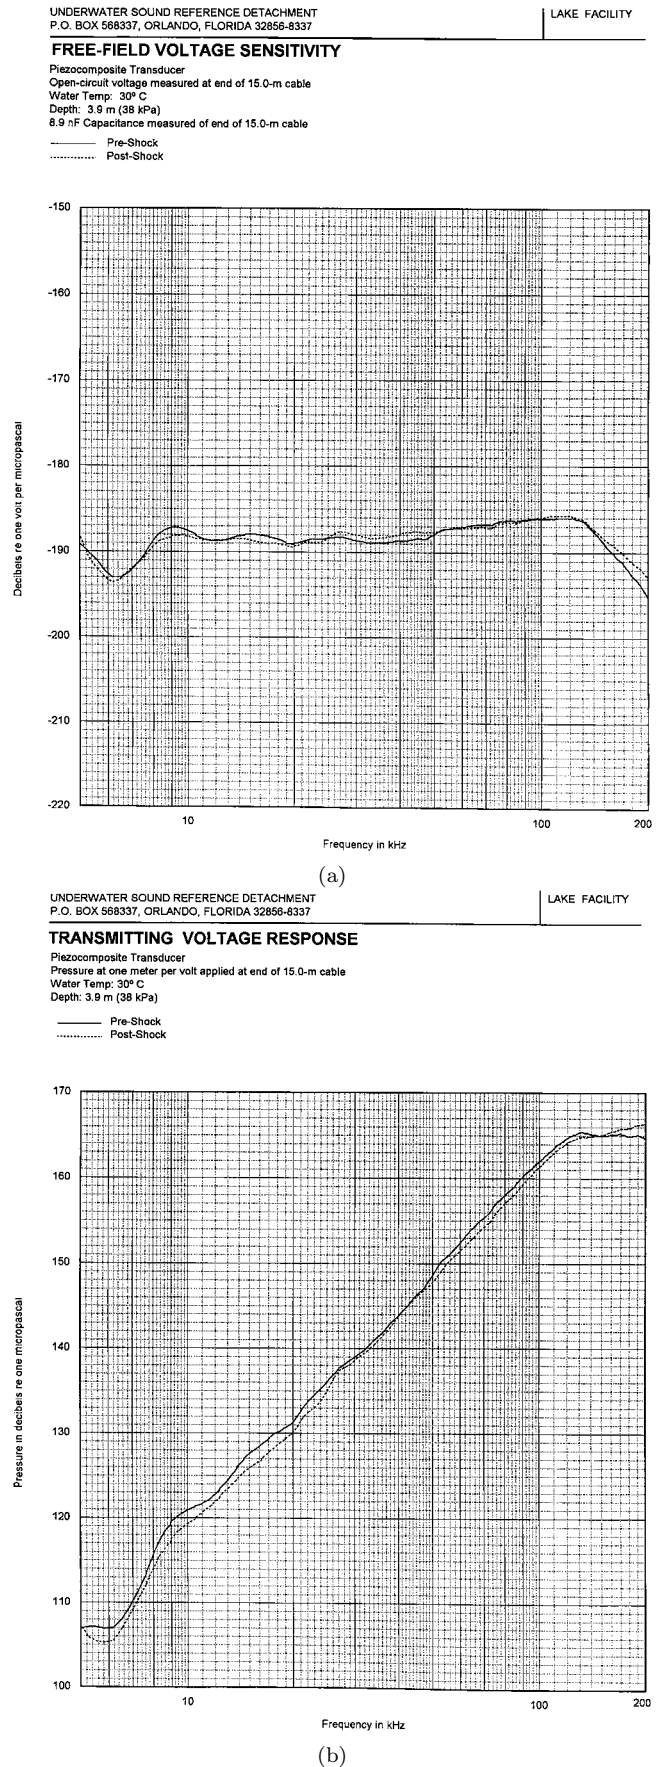 UNDERWATER SOUND REFERENCE DETACHMENT
P.O. BOX 568337, ORLANDO, FLORIDA 32856-8337
LAKE FACILITY
FREE-FIELD VOLTAGE SENSITIVITY
Piezocomposite Transducer
Open-circuit voltage measured at end of 15.0-m cable
Water Temp: 30º C
Depth: 3.9 m (38 kPa)
8.9 nF Capacitance measured of end of 15.0-m cable
Pre-Shock
Post-Shock
-150
-160
-170
-180
-190
-200
-210
-220
Decibels re one volt per micropascal
10
100
200
Frequency in kHz
(a)
UNDERWATER SOUND REFERENCE DETACHMENT
P.O. BOX 568337, ORLANDO, FLORIDA 32856-8337
LAKE FACILITY
TRANSMITTING VOLTAGE RESPONSE
Piezocomposite Transducer
Pressure at one meter per volt applied at end of 15.0-m cable
Water Temp: 30º C
Depth: 3.9 m (38 kPa)
Pre-Shock
Post-Shock
170
160
150
140
130
120
110
100
Pressure in decibels re one micropascal
10
100
200
Frequency in kHz
(b)